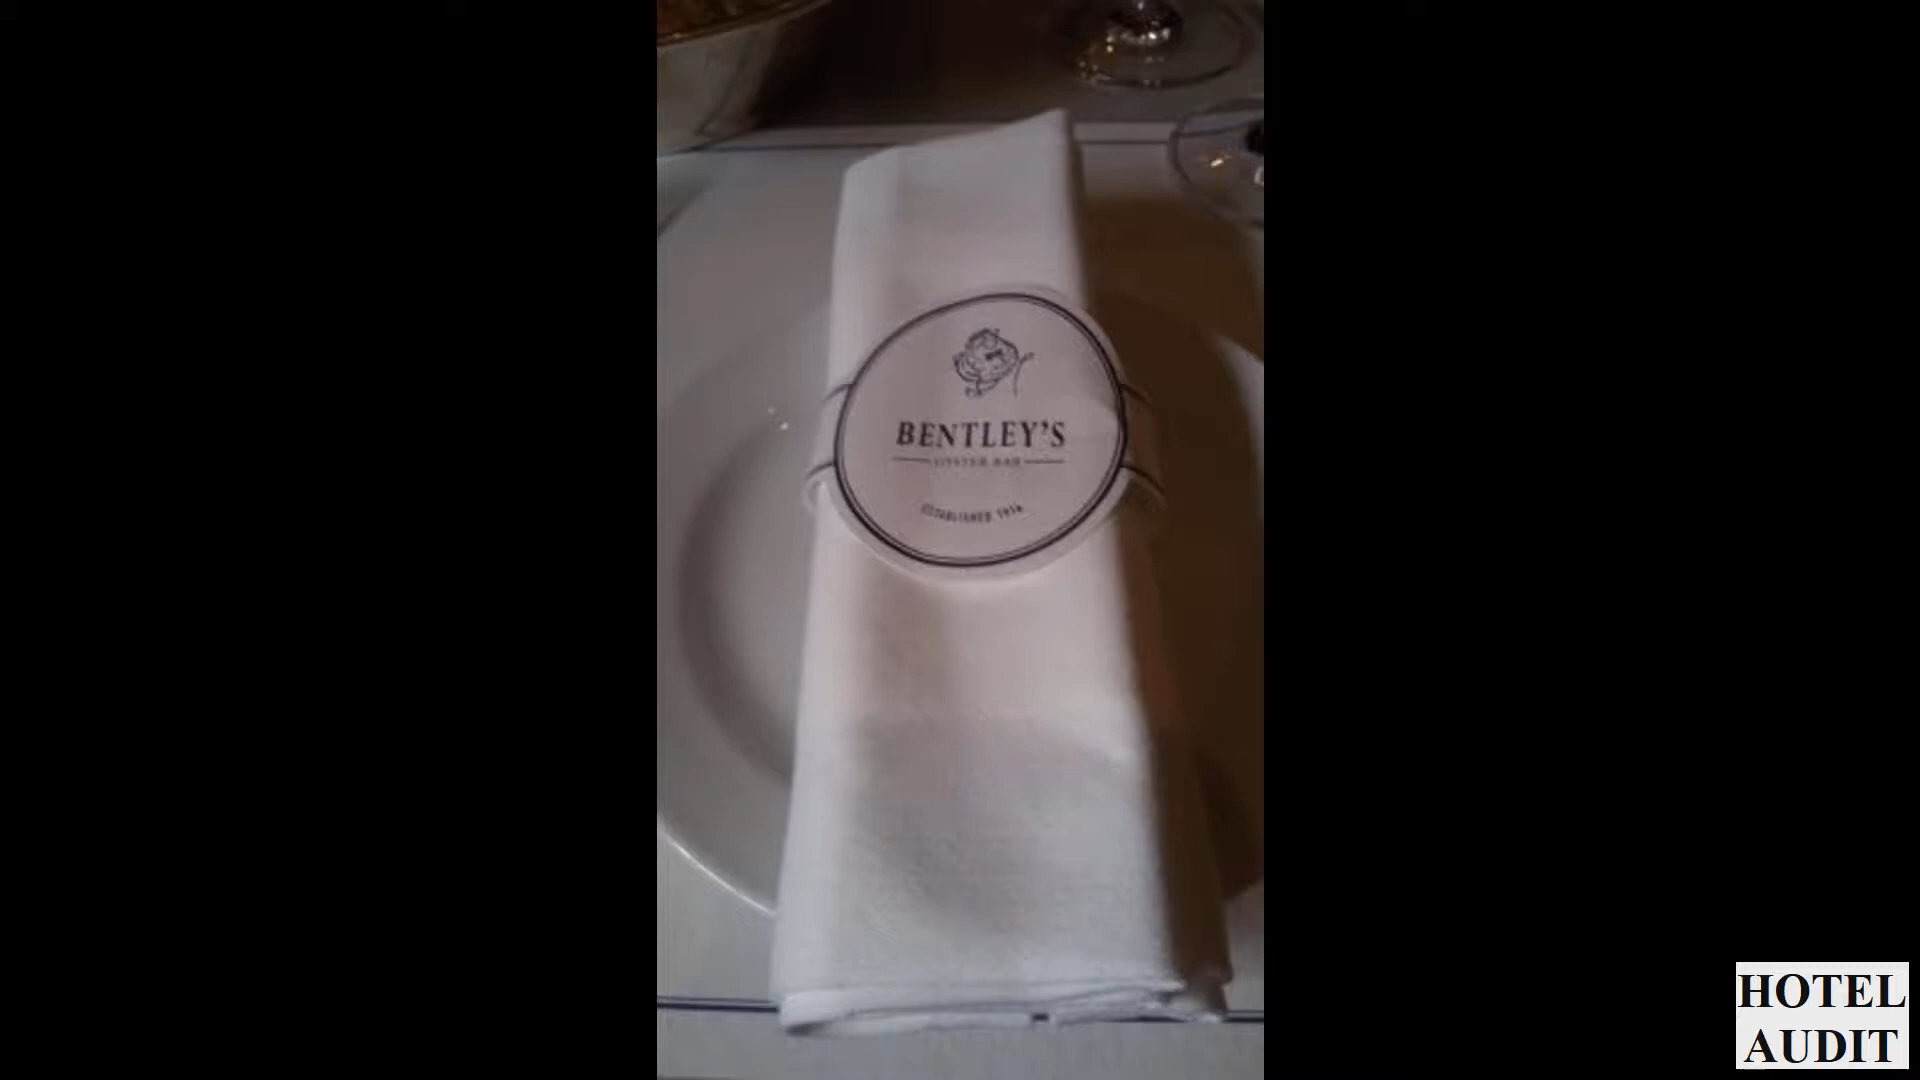 BENTLEY'S
OYSTER BAR
ESTABLISHED 1916
HOTEL
AUDIT